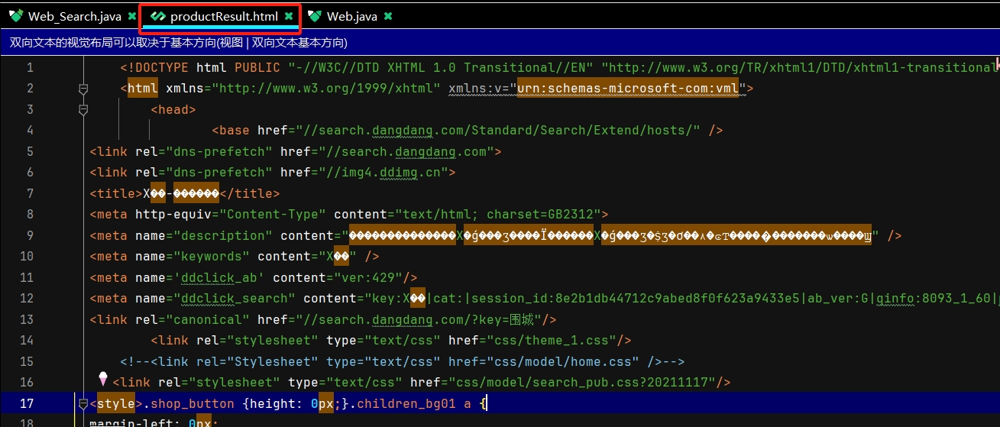 Web_Search.java productResult.html Web.java
双向文本的视觉布局可以取决于基本方向(视图 | 双向文本基本方向)
1 <!DOCTYPE html PUBLIC "-//W3C//DTD XHTML 1.0 Transitional//EN" "http://www.w3.org/TR/xhtml1/DTD/xhtml1-transitional
2 <html xmlns="http://www.w3.org/1999/xhtml" xmlns:v="urn:schemas-microsoft-com:vml">
3 <head>
4 <base href="//search.dangdang.com/Standard/Search/Extend/hosts/" />
5 <link rel="dns-prefetch" href="//search.dangdang.com">
6 <link rel="dns-prefetch" href="//img4.ddimg.cn">
7 <title>X��-������</title>
8 <meta http-equiv="Content-Type" content="text/html; charset=GB2312">
9 <meta name="description" content=" " />
10 <meta name="keywords" content="X��" />
11 <meta name='ddclick_ab' content="ver:429"/>
12 <meta name="ddclick_search" content="key:X��|cat:|session_id:8e2b1db44712c9abed8f0f623a9433e5|ab_ver:G|qinfo:8093_1_60|
13 <link rel="canonical" href="//search.dangdang.com/?key=围城"/>
14 <link rel="stylesheet" type="text/css" href="css/theme_1.css"/>
15 <!--<link rel="Stylesheet" type="text/css" href="css/model/home.css" />-->
16 <link rel="stylesheet" type="text/css" href="css/model/search_pub.css?20211117"/>
17 <style>.shop_button {height: 0px;}.children_bg01 a {
18 margin-left: 0px;